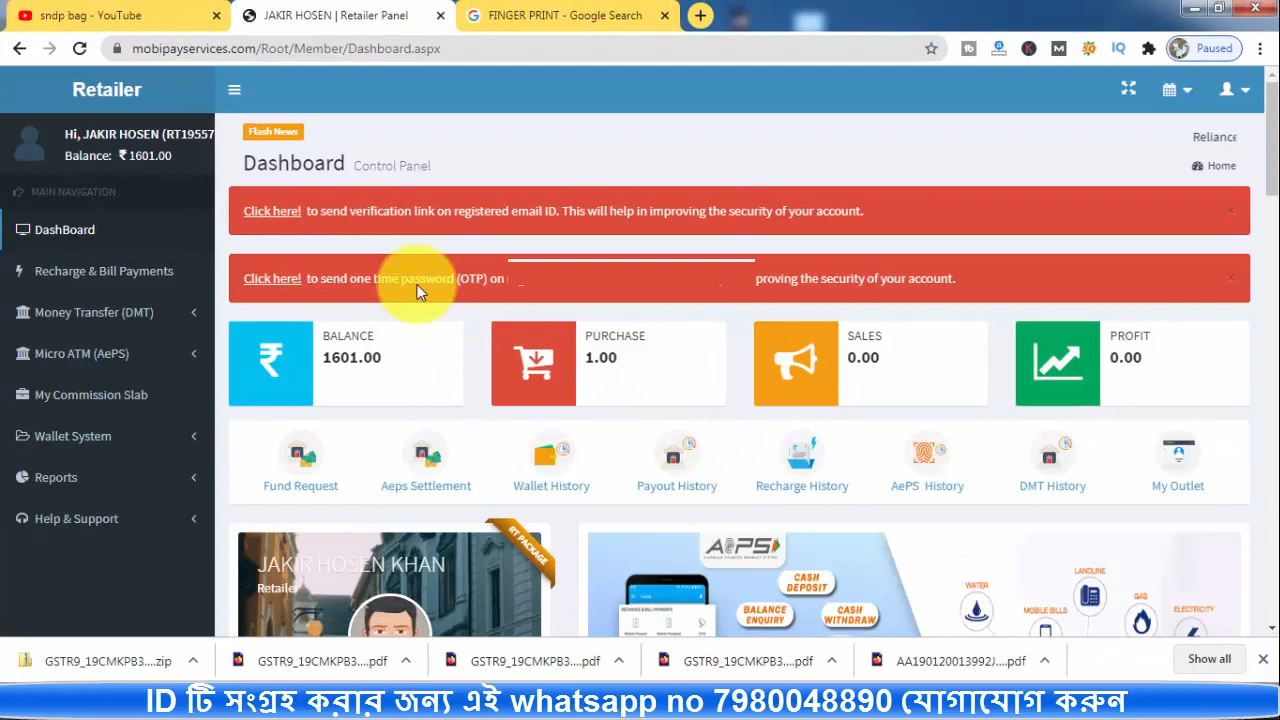 sndp bag - YouTube
JAKIR HOSEN | Retailer Panel
FINGER PRINT - Google Search
mobipayservices.com/Root/Member/Dashboard.aspx
Paused
Retailer
Hi, JAKIR HOSEN (RT19557
Balance: ₹ 1601.00
MAIN NAVIGATION
DashBoard
Recharge & Bill Payments
Money Transfer (DMT)
Micro ATM (AePS)
My Commission Slab
Wallet System
Reports
Help & Support
Flash News
Reliance
Dashboard Control Panel
Home
Click here! to send verification link on registered email ID. This will help in improving the security of your account.
Click here! to send one time password (OTP) on proving the security of your account.
BALANCE
1601.00
PURCHASE
1.00
SALES
0.00
PROFIT
0.00
Fund Request
Aeps Settlement
Wallet History
Payout History
Recharge History
AePS History
DMT History
My Outlet
JAKIR HOSEN KHAN
Retailer
RT PACKAGE
AePS
CASH DEPOSIT
BALANCE ENQUIRY
CASH WITHDRAW
RECHARGE & BILL PAYMENTS
WATER
LANDLINE
MOBILE BILLS
GAS
ELECTRICITY
GSTR9_19CMKPB3....zip
GSTR9_19CMKPB3....pdf
GSTR9_19CMKPB3....pdf
GSTR9_19CMKPB3....pdf
AA190120013992J....pdf
Show all
ID টি সংগ্রহ করার জন্য এই whatsapp no 7980048890 যোগাযোগ করুন